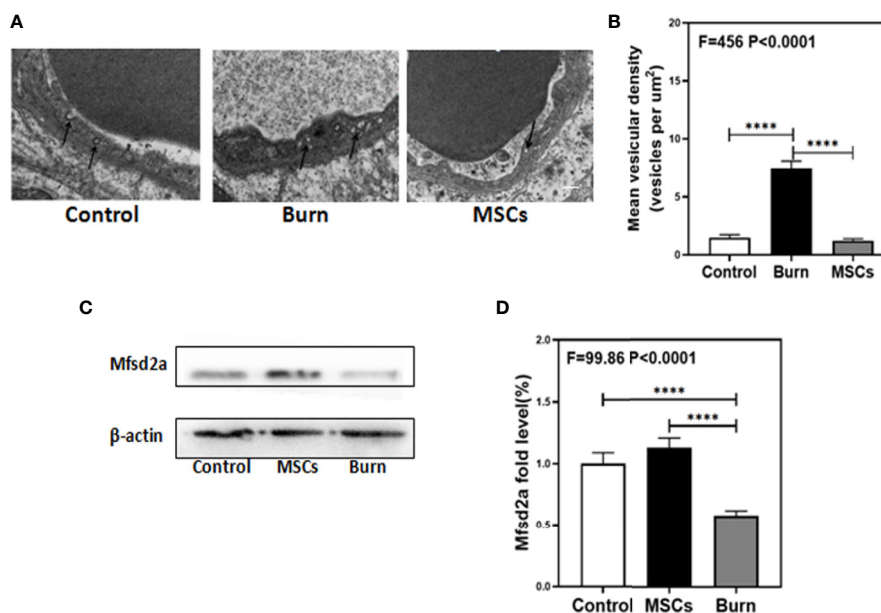 A
Control
Burn
MSCs
B
F=456 P<0.0001
****
****
Mean vesicular density
(vesicles per um²)
20
15
10
5
0
Control Burn MSCs
C
Mfsd2a
β-actin
Control MSCs Burn
D
F=99.86 P<0.0001
****
****
Mfsd2a fold level(%)
2.0
1.5
1.0
0.5
0.0
Control MSCs Burn